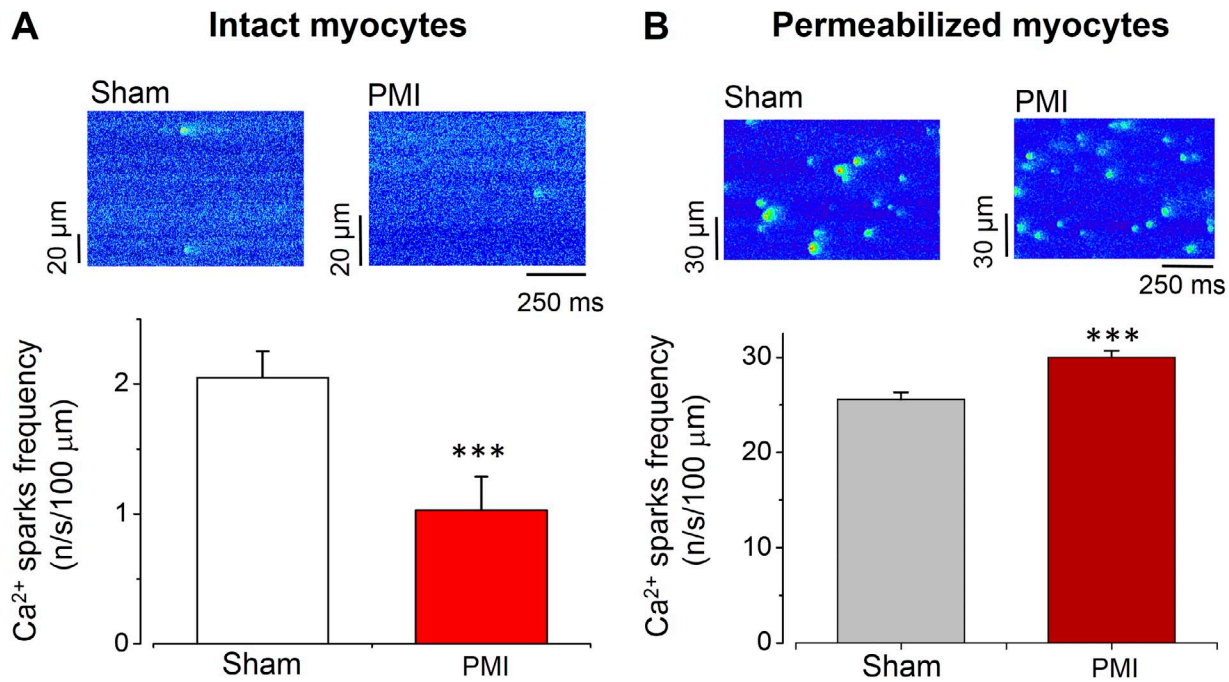 A Intact myocytes
Sham
PMI
20 μm
20 μm
250 ms
Ca²⁺ sparks frequency
(n/s/100 μm)
2
1
0
***
Sham
PMI
B Permeabilized myocytes
Sham
PMI
30 μm
30 μm
250 ms
Ca²⁺ sparks frequency
(n/s/100 μm)
30
20
10
0
***
Sham
PMI